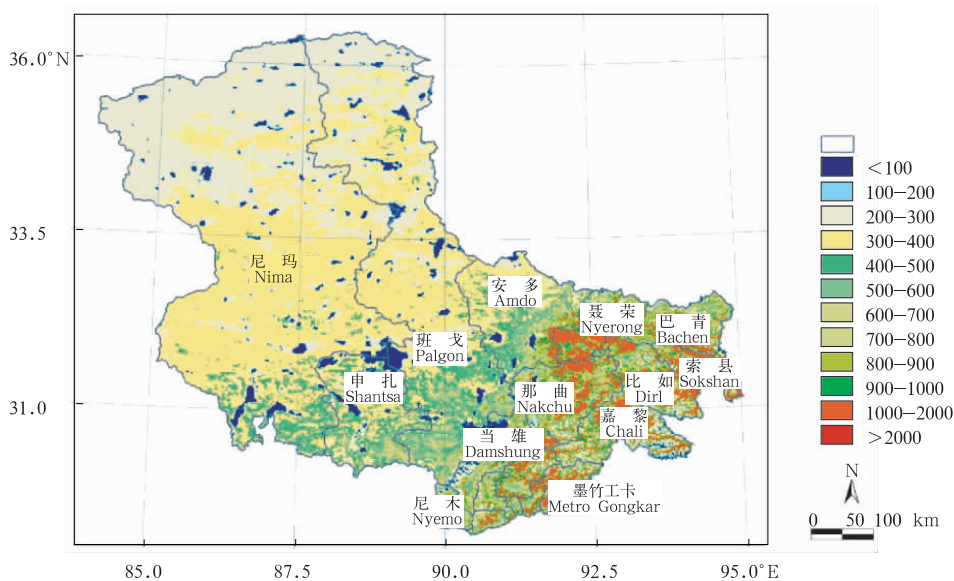 36.0°N
33.5
31.0
85.0
87.5
90.0
92.5
95.0°E
尼 玛
Nima
安 多
Amdo
聂 荣
Nyerong
巴 青
Bachen
班 戈
Palgon
申 扎
Shantsa
索 县
Sokshan
比 如
Dirl
那 曲
Nakchu
嘉 黎
Chali
当 雄
Damshung
墨竹工卡
Metro Gongkar
尼 木
Nyemo
<100
100—200
200—300
300—400
400—500
500—600
600—700
700—800
800—900
900—1000
1000—2000
>2000
N
0 50 100 km